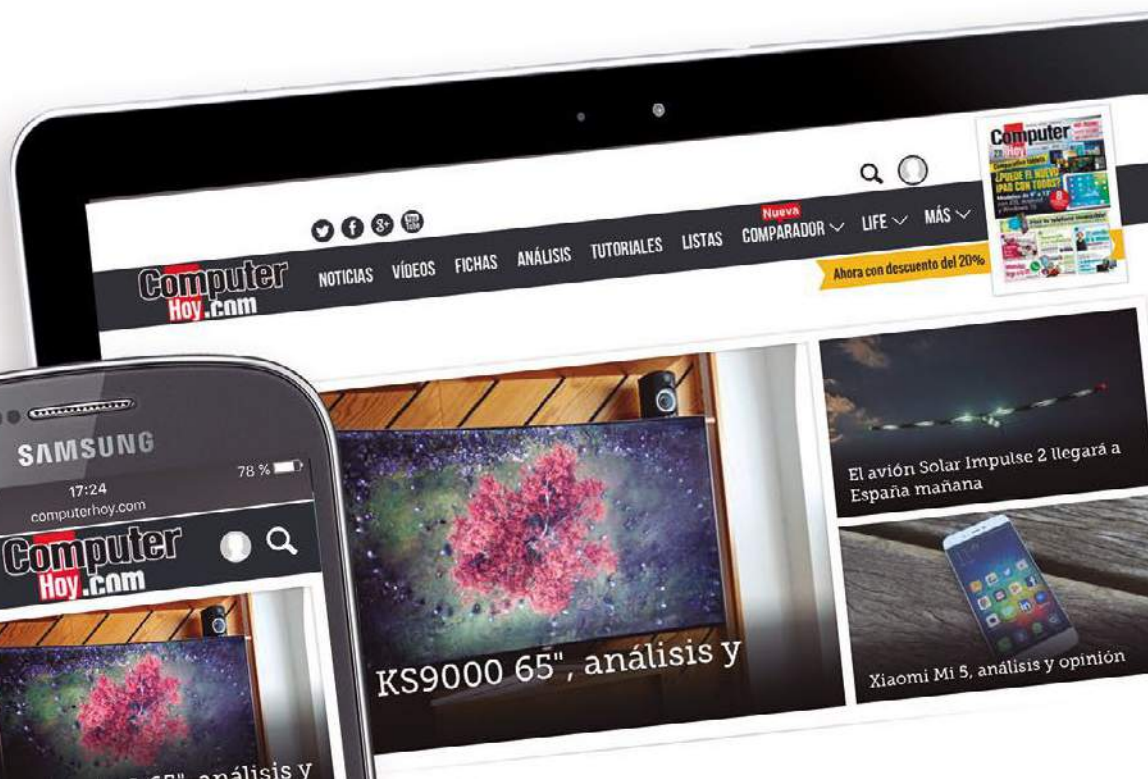 Computer
Hoy.com
NOTICIAS
VÍDEOS
FICHAS
ANÁLISIS
TUTORIALES
LISTAS
Nueva
COMPARADOR
LIFE
MÁS
Ahora con descuento del 20%
Computer
Hoy
¿PUEDE EL NUEVO
IPAD CON TODOS?
KS9000 65", análisis y
El avión Solar Impulse 2 llegará a
España mañana
Xiaomi Mi 5, análisis y opinión
SAMSUNG
78 %
17:24
computerhoy.com
Computer
Hoy.com
65", análisis y